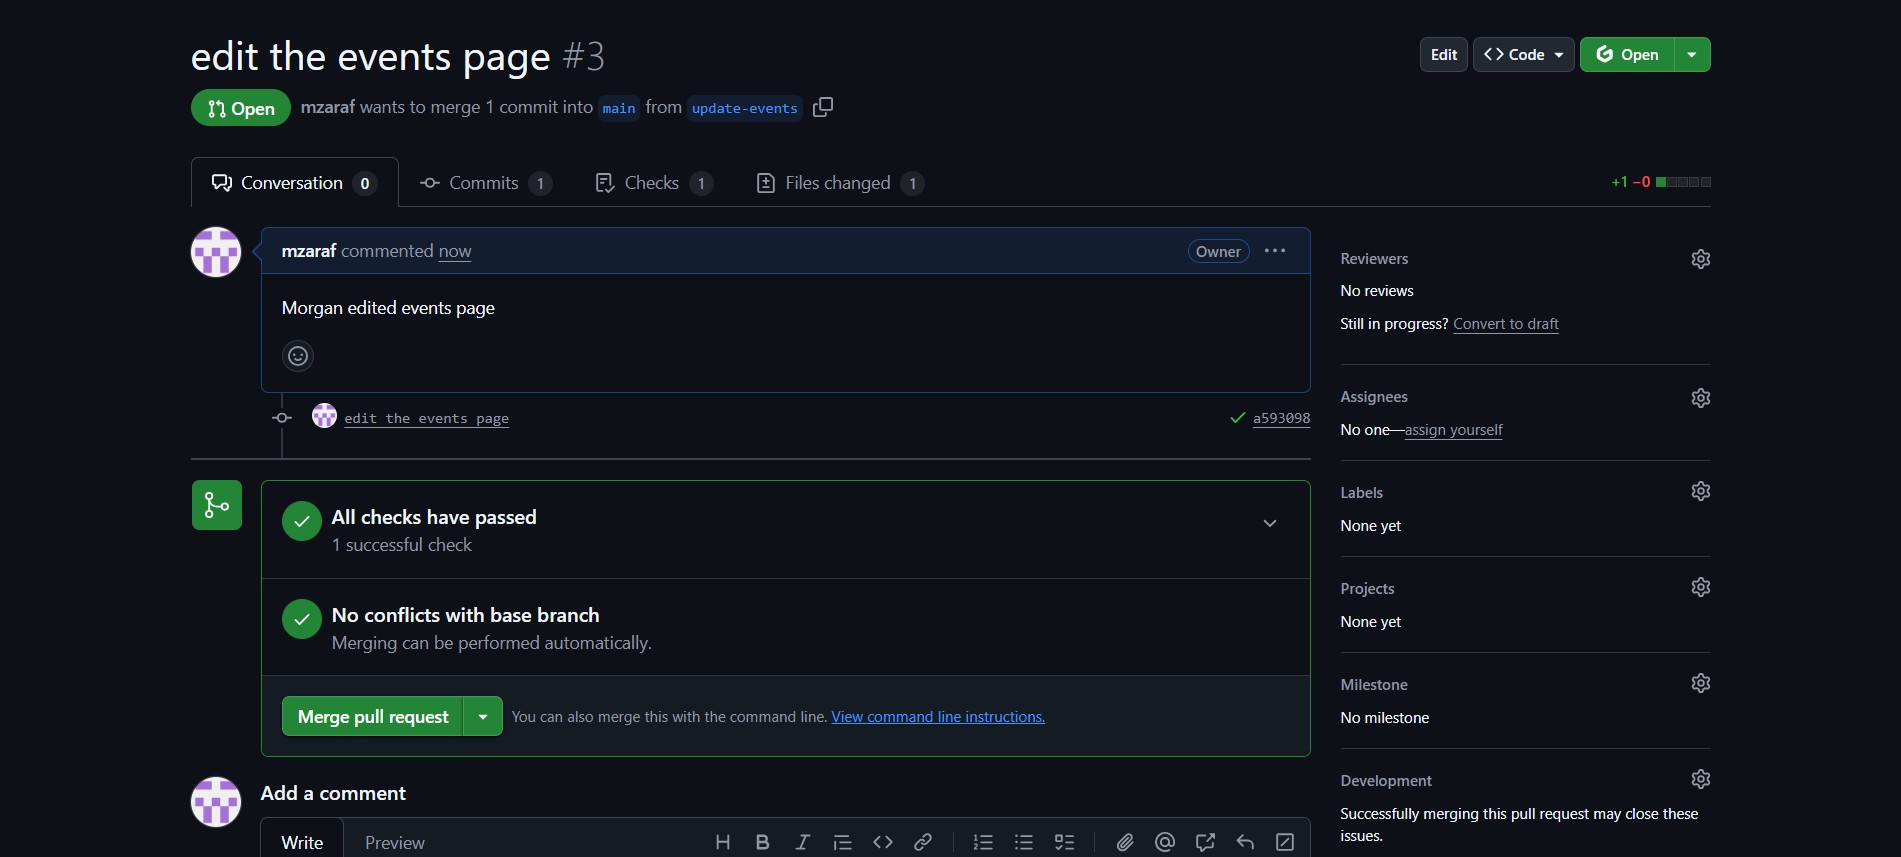 edit the events page #3
Edit
Code
Open
Open
mzaraf wants to merge 1 commit into main from update-events
Conversation 0
Commits 1
Checks 1
Files changed 1
+1 −0
mzaraf commented now
Owner
Morgan edited events page
edit the events page
a593098
All checks have passed
1 successful check
No conflicts with base branch
Merging can be performed automatically.
Merge pull request
You can also merge this with the command line. View command line instructions.
Add a comment
Write
Preview
Reviewers
No reviews
Still in progress? Convert to draft
Assignees
No one—assign yourself
Labels
None yet
Projects
None yet
Milestone
No milestone
Development
Successfully merging this pull request may close these
issues.